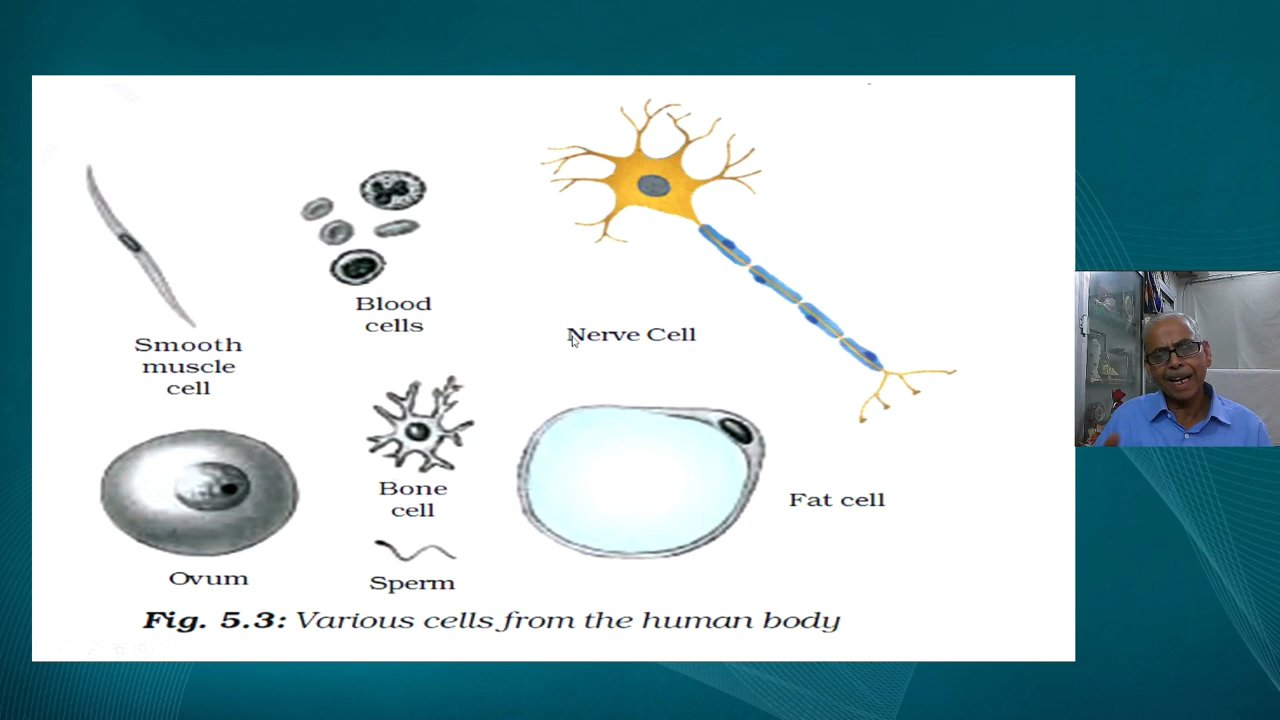 Blood
cells
Nerve Cell
Smooth
muscle
cell
Bone
cell
Fat cell
Ovum
Sperm
Fig. 5.3: Various cells from the human body